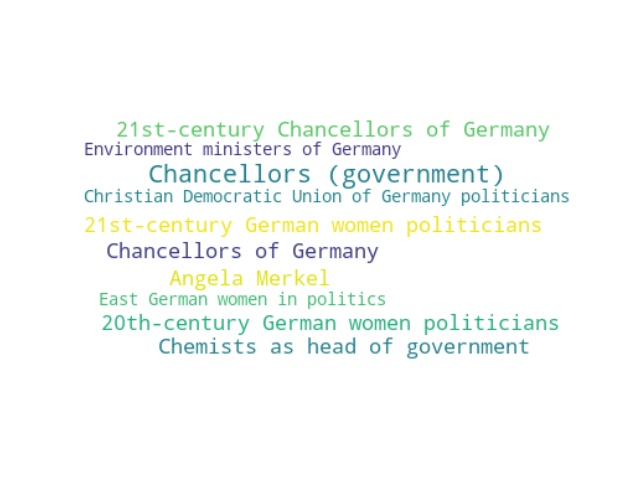 21st-century Chancellors of Germany
Environment ministers of Germany
Chancellors (government)
Christian Democratic Union of Germany politicians
21st-century German women politicians
Chancellors of Germany
Angela Merkel
East German women in politics
20th-century German women politicians
Chemists as head of government